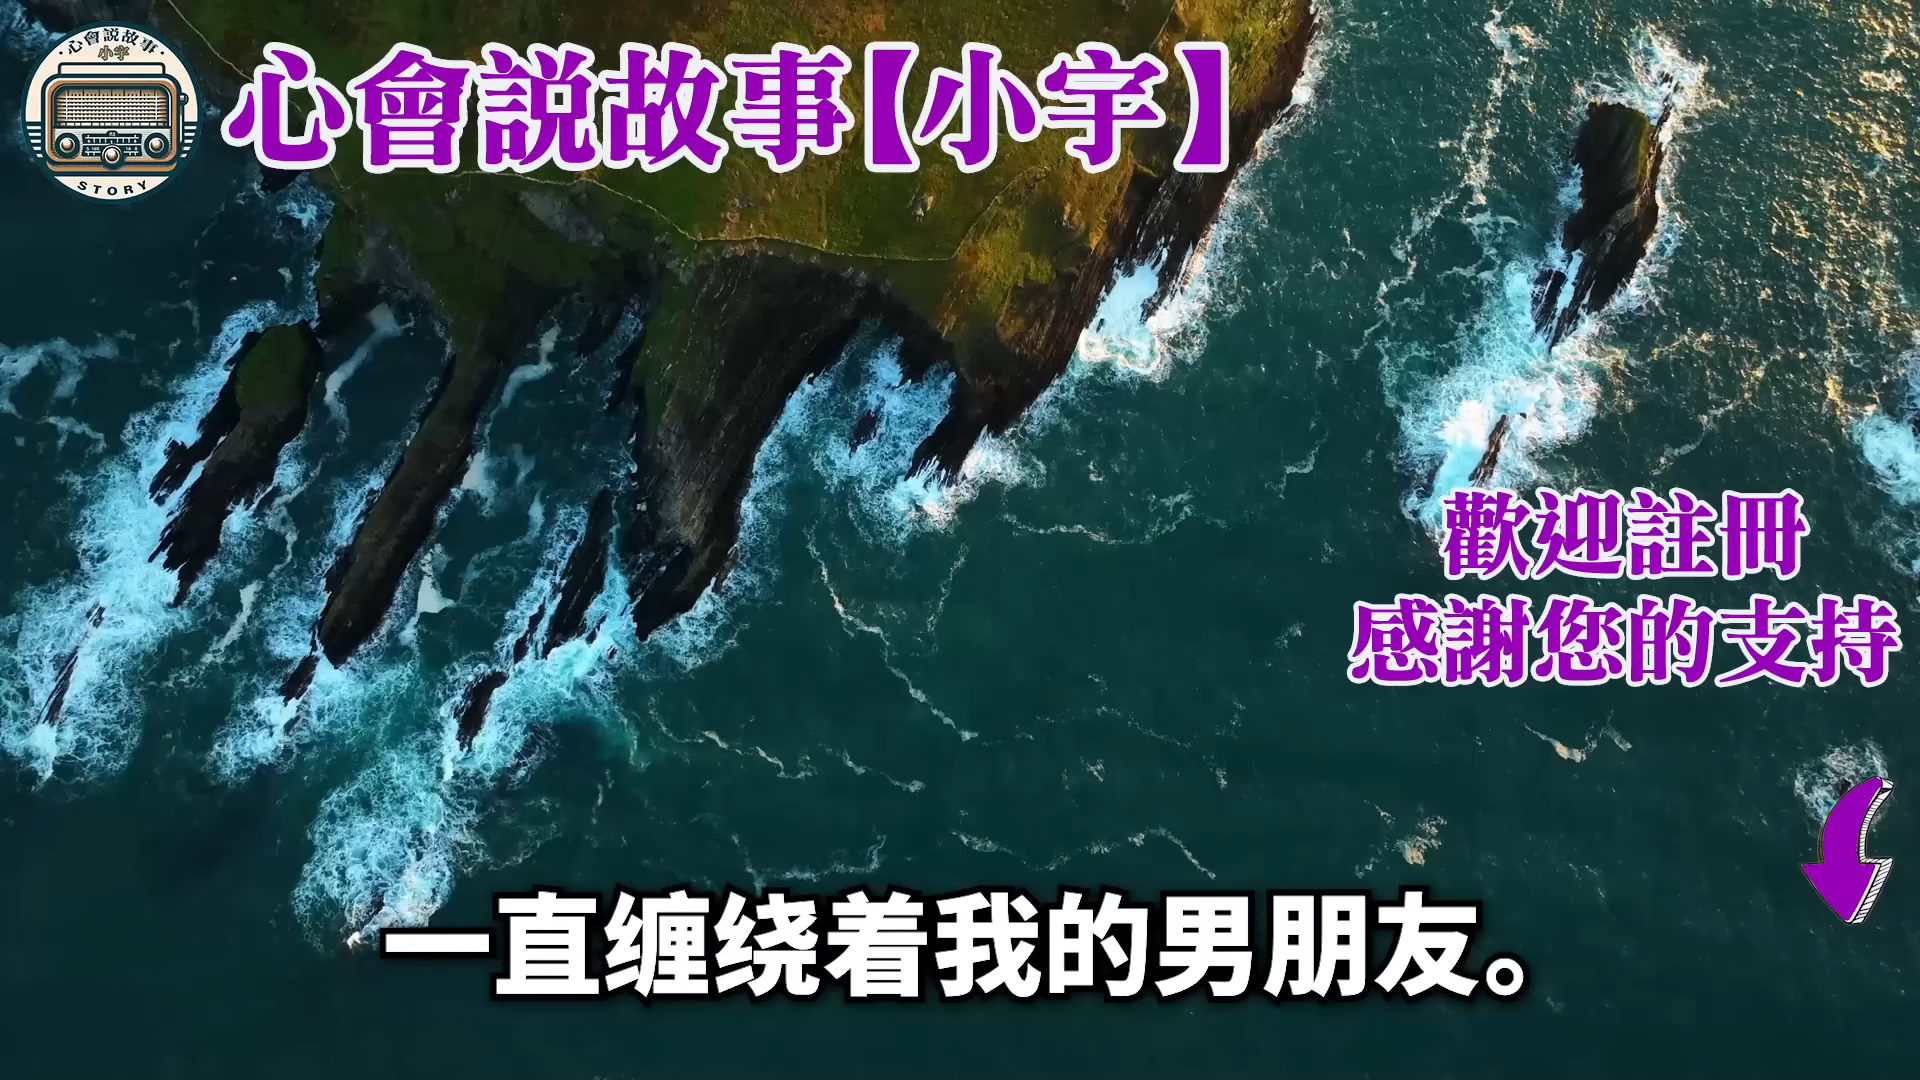 心會説故事
小宇
STORY
心會説故事【小宇】
歡迎註冊
感謝您的支持
一直缠绕着我的男朋友。